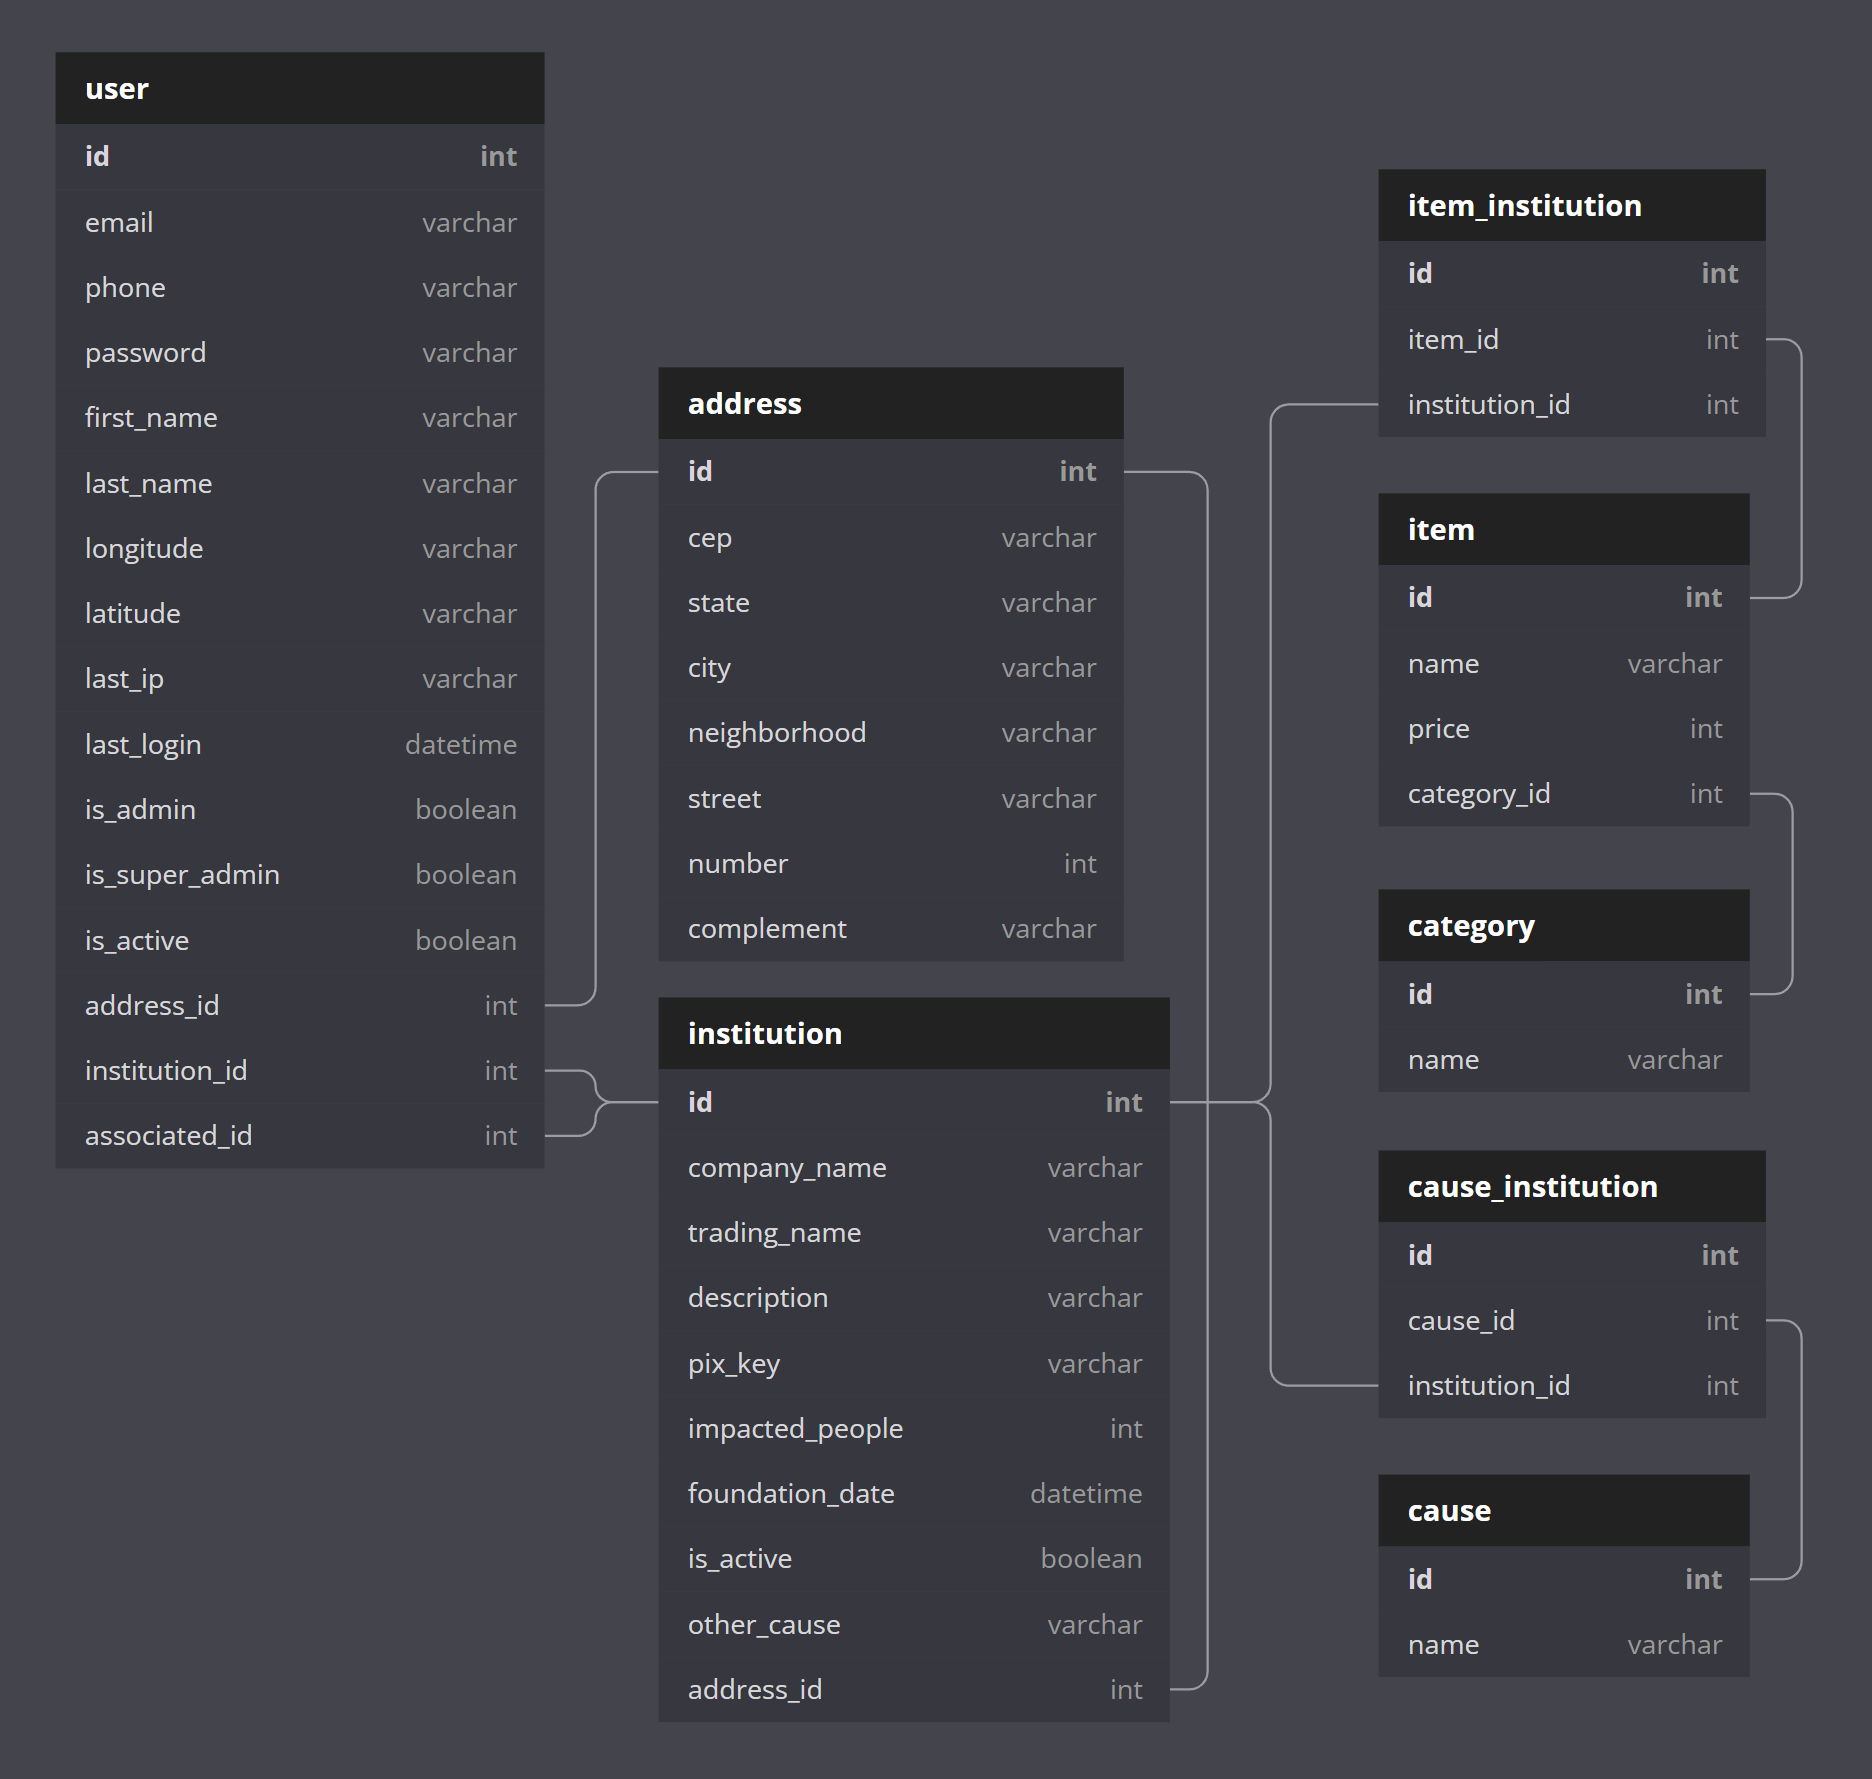 user
id int
email varchar
phone varchar
password varchar
first_name varchar
last_name varchar
longitude varchar
latitude varchar
last_ip varchar
last_login datetime
is_admin boolean
is_super_admin boolean
is_active boolean
address_id int
institution_id int
associated_id int
address
id int
cep varchar
state varchar
city varchar
neighborhood varchar
street varchar
number int
complement varchar
institution
id int
company_name varchar
trading_name varchar
description varchar
pix_key varchar
impacted_people int
foundation_date datetime
is_active boolean
other_cause varchar
address_id int
item_institution
id int
item_id int
institution_id int
item
id int
name varchar
price int
category_id int
category
id int
name varchar
cause_institution
id int
cause_id int
institution_id int
cause
id int
name varchar